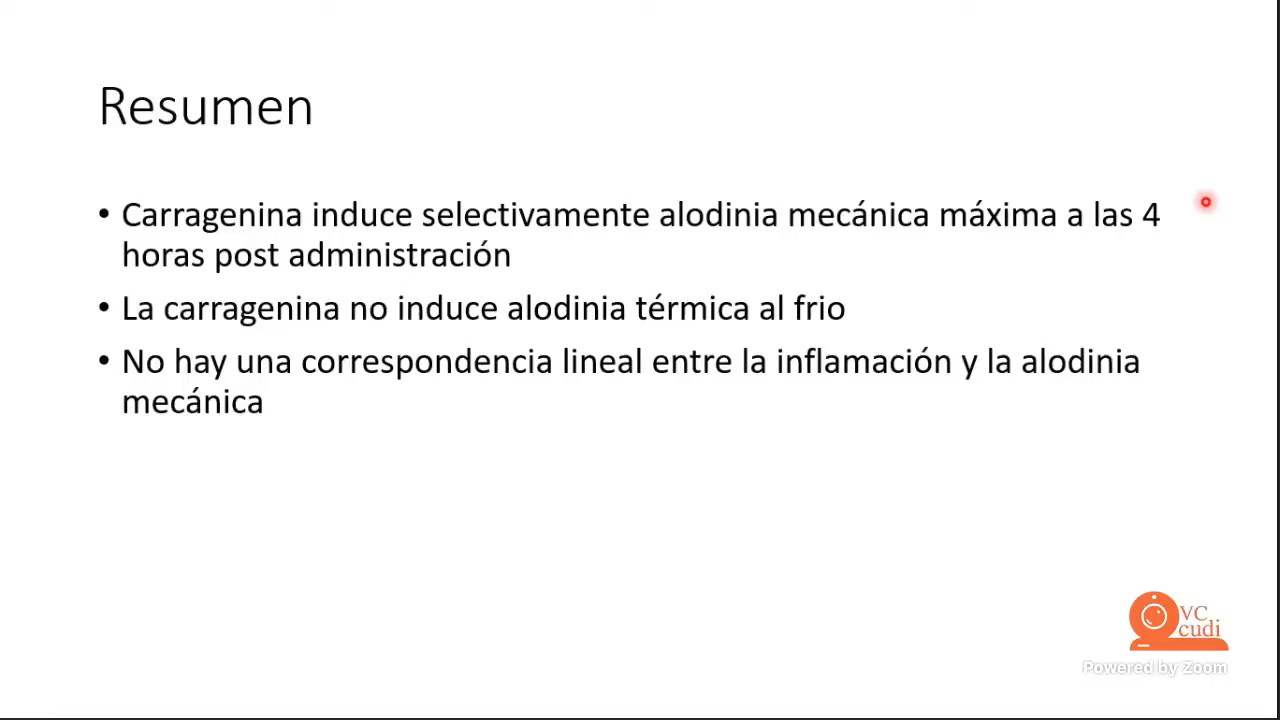 Resumen
• Carragenina induce selectivamente alodinia mecánica máxima a las 4
horas post administración
• La carragenina no induce alodinia térmica al frio
• No hay una correspondencia lineal entre la inflamación y la alodinia
mecánica
VC
cudi
Powered by Zoom